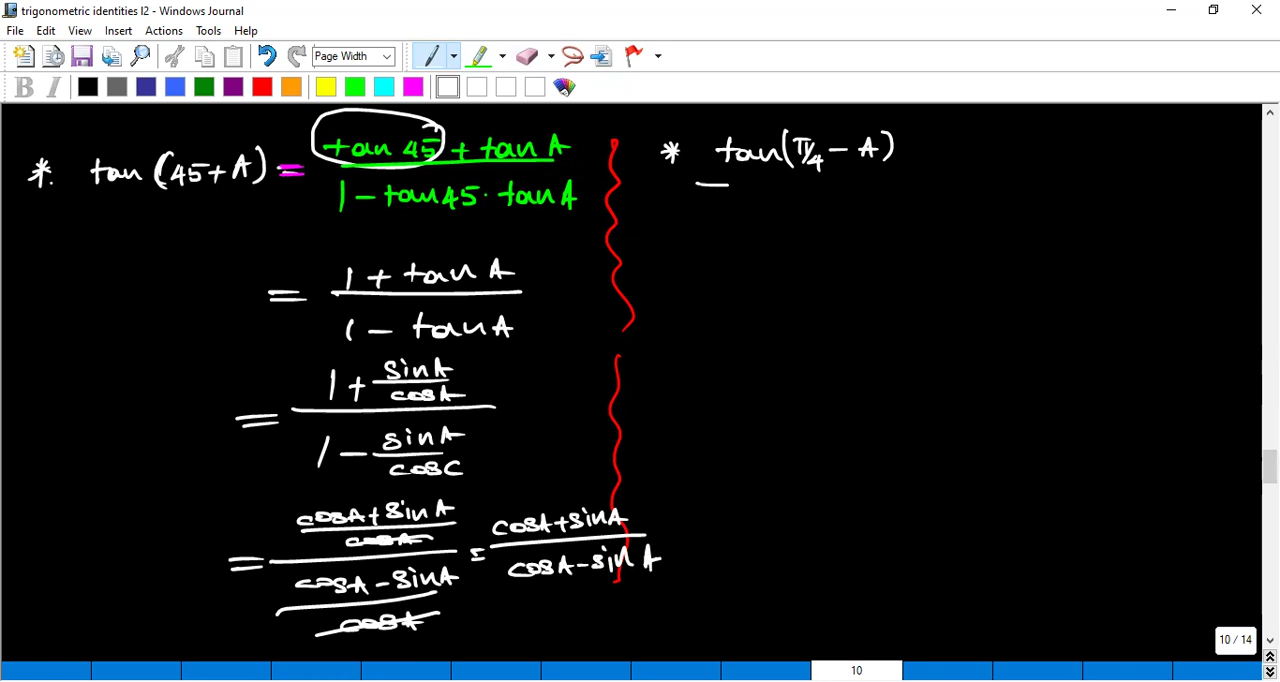 trigonometric identities l2 - Windows Journal
File Edit View Insert Actions Tools Help
Page Width
B I
* tan (45+A) = tan 45 + tan A / 1 - tan45 · tan A
= 1 + tan A / 1 - tan A
= 1 + sin A / cos A / 1 - sin A / cos C
= cos A + sin A / cos A / cos A - sin A / cos A = cos A + sin A / cos A - sin A
* tan(π/4 - A)
10 / 14
10